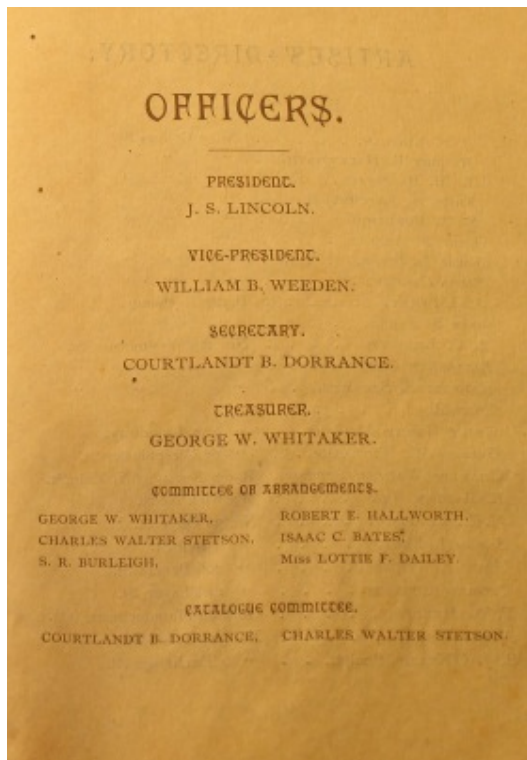 OFFICERS.
PRESIDENT.
J. S. LINCOLN.
VICE-PRESIDENT.
WILLIAM B. WEEDEN.
SECRETARY.
COURTLANDT B. DORRANCE.
TREASURER.
GEORGE W. WHITAKER.
COMMITTEE OF ARRANGEMENTS.
GEORGE W. WHITAKER, ROBERT E. HALLWORTH.
CHARLES WALTER STETSON, ISAAC C. BATES,
S. R. BURLEIGH, Miss LOTTIE F. DAILEY.
CATALOGUE COMMITTEE.
COURTLANDT B. DORRANCE, CHARLES WALTER STETSON.